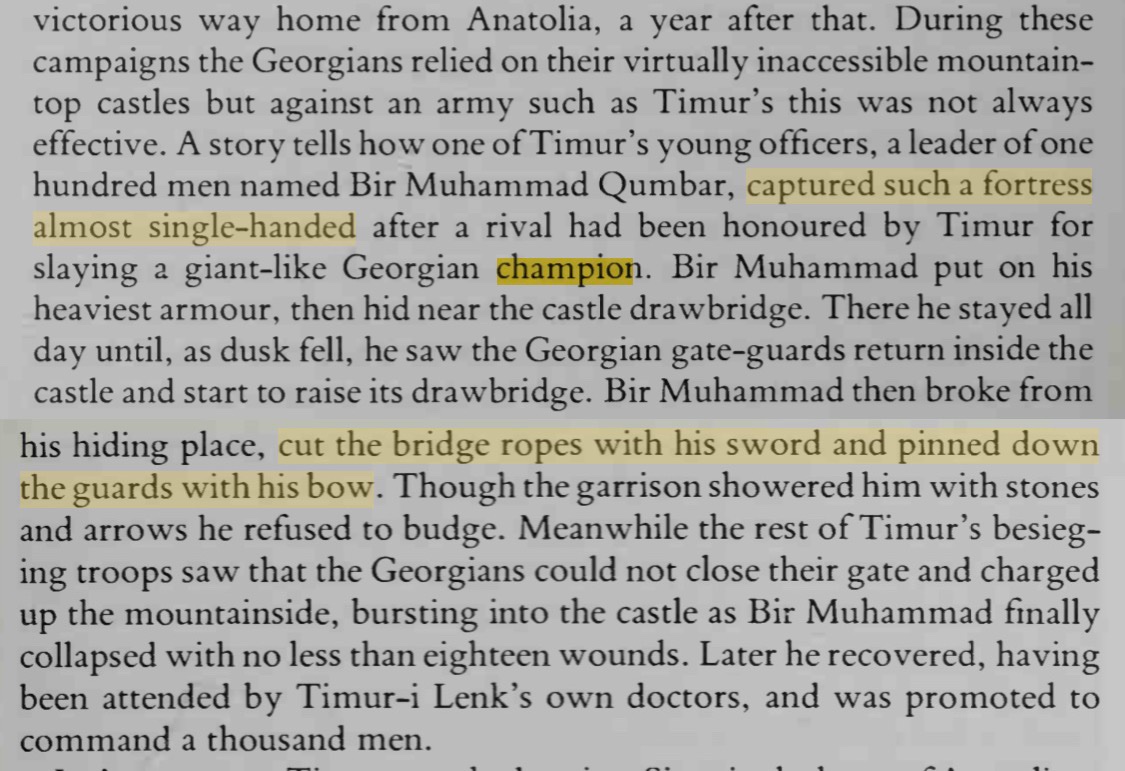 victorious way home from Anatolia, a year after that. During these
campaigns the Georgians relied on their virtually inaccessible mountain-
top castles but against an army such as Timur's this was not always
effective. A story tells how one of Timur's young officers, a leader of one
hundred men named Bir Muhammad Qumbar, captured such a fortress
almost single-handed after a rival had been honoured by Timur for
slaying a giant-like Georgian champion. Bir Muhammad put on his
heaviest armour, then hid near the castle drawbridge. There he stayed all
day until, as dusk fell, he saw the Georgian gate-guards return inside the
castle and start to raise its drawbridge. Bir Muhammad then broke from
his hiding place, cut the bridge ropes with his sword and pinned down
the guards with his bow. Though the garrison showered him with stones
and arrows he refused to budge. Meanwhile the rest of Timur's besieg-
ing troops saw that the Georgians could not close their gate and charged
up the mountainside, bursting into the castle as Bir Muhammad finally
collapsed with no less than eighteen wounds. Later he recovered, having
been attended by Timur-i Lenk's own doctors, and was promoted to
command a thousand men.